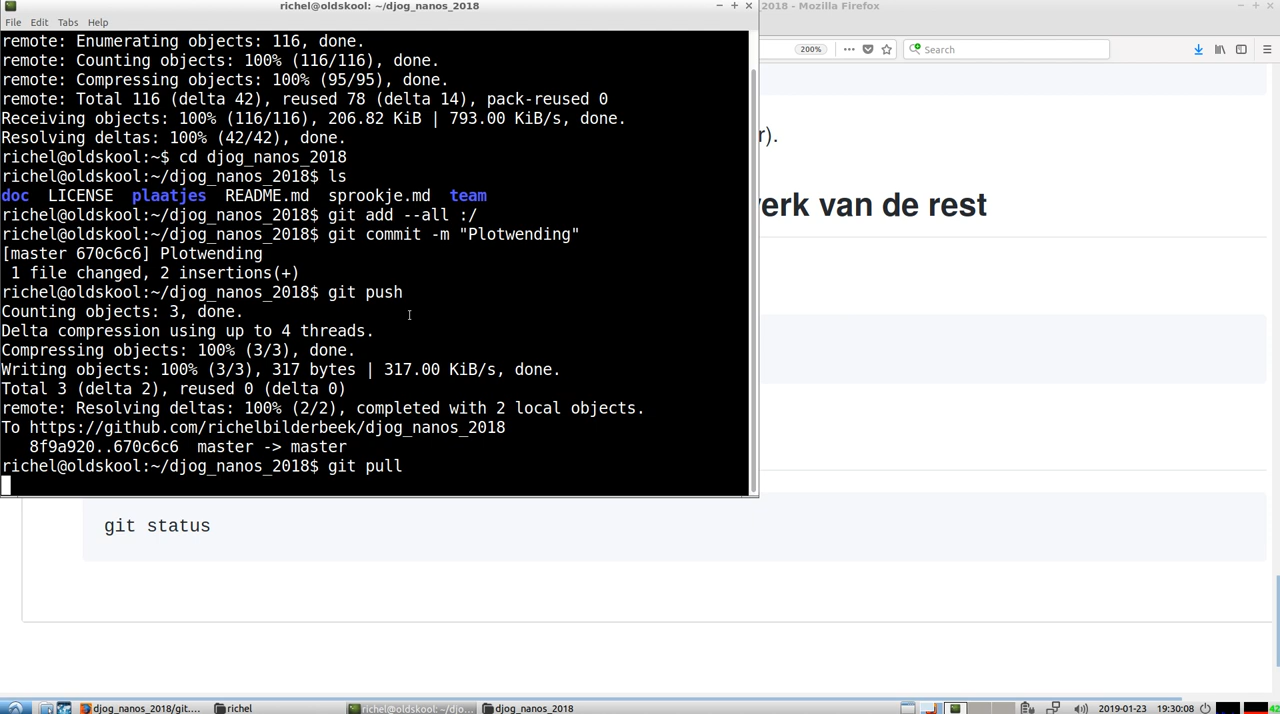 richel@oldskool: ~/djog_nanos_2018
2018 - Mozilla Firefox
File Edit Tabs Help
200%
Search
remote: Enumerating objects: 116, done.
remote: Counting objects: 100% (116/116), done.
remote: Compressing objects: 100% (95/95), done.
remote: Total 116 (delta 42), reused 78 (delta 14), pack-reused 0
Receiving objects: 100% (116/116), 206.82 KiB | 793.00 KiB/s, done.
Resolving deltas: 100% (42/42), done.
richel@oldskool:~$ cd djog_nanos_2018
richel@oldskool:~/djog_nanos_2018$ ls
doc LICENSE plaatjes README.md sprookje.md team
richel@oldskool:~/djog_nanos_2018$ git add --all :/
richel@oldskool:~/djog_nanos_2018$ git commit -m "Plotwending"
[master 670c6c6] Plotwending
1 file changed, 2 insertions(+)
richel@oldskool:~/djog_nanos_2018$ git push
Counting objects: 3, done.
Delta compression using up to 4 threads.
Compressing objects: 100% (3/3), done.
Writing objects: 100% (3/3), 317 bytes | 317.00 KiB/s, done.
Total 3 (delta 2), reused 0 (delta 0)
remote: Resolving deltas: 100% (2/2), completed with 2 local objects.
To https://github.com/richelbilderbeek/djog_nanos_2018
8f9a920..670c6c6 master -> master
richel@oldskool:~/djog_nanos_2018$ git pull
r).
erk van de rest
git status
djog_nanos_2018/git....
richel
richel@oldskool: ~/djo...
djog_nanos_2018
2019-01-23 19:30:08
42